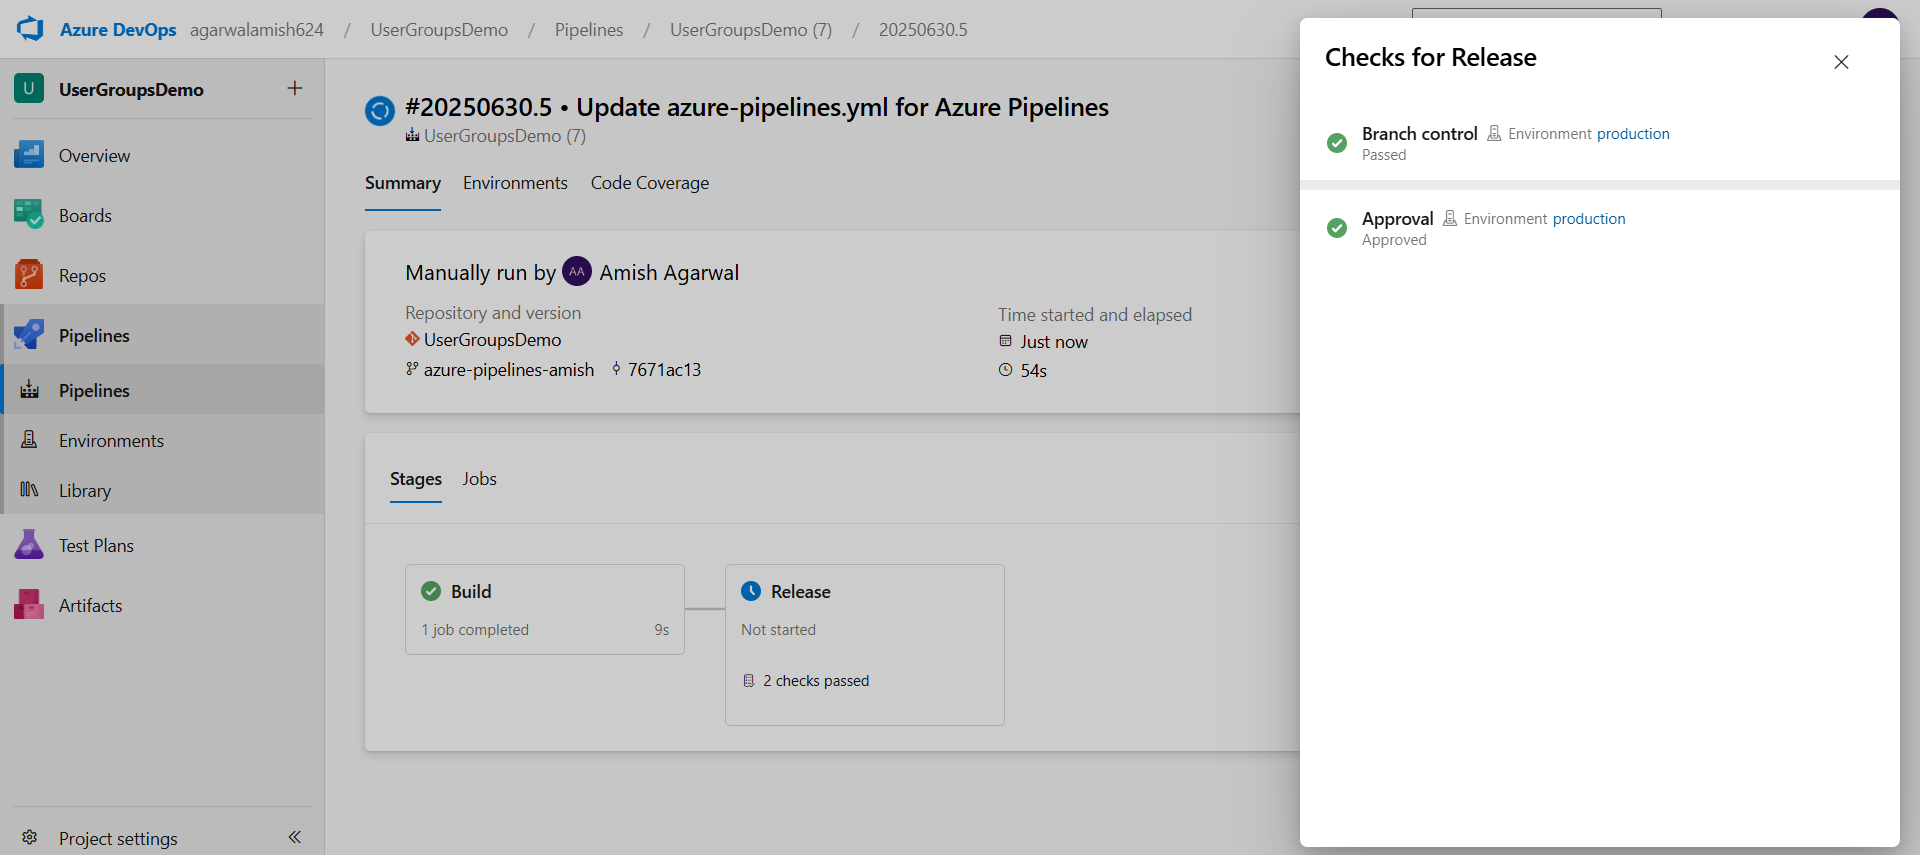 Azure DevOps agarwalamish624 / UserGroupsDemo / Pipelines / UserGroupsDemo (7) / 20250630.5
U UserGroupsDemo +
Overview
Boards
Repos
Pipelines
Pipelines
Environments
Library
Test Plans
Artifacts
Project settings
#20250630.5 • Update azure-pipelines.yml for Azure Pipelines
UserGroupsDemo (7)
Summary Environments Code Coverage
Manually run by AA Amish Agarwal
Repository and version
UserGroupsDemo
azure-pipelines-amish 7671ac13
Time started and elapsed
Just now
54s
Stages Jobs
Build
1 job completed 9s
Release
Not started
2 checks passed
Checks for Release
Branch control Environment production
Passed
Approval Environment production
Approved